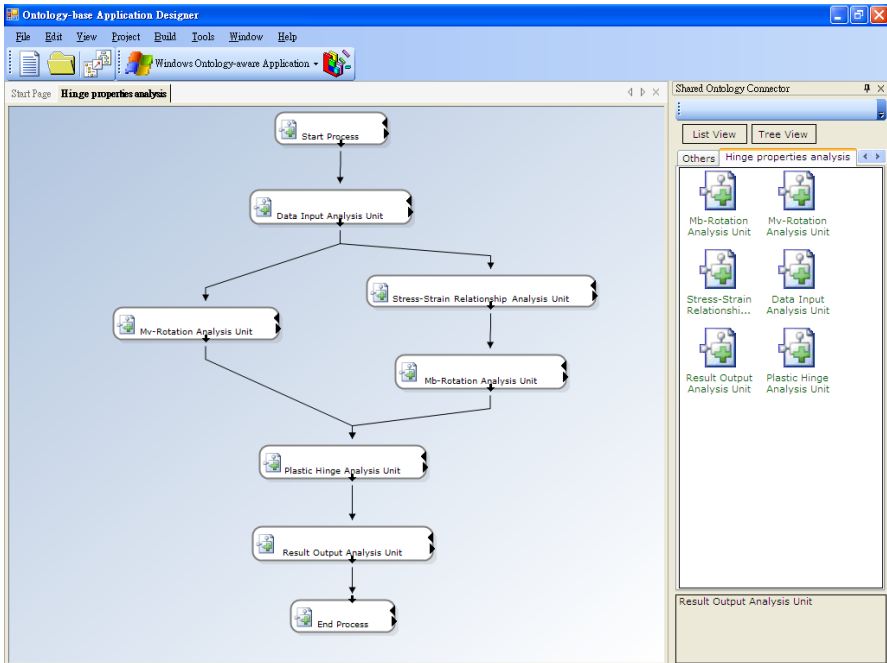 Ontology-base Application Designer
File Edit View Project Build Tools Window Help
Windows Ontology-aware Application
Start Page Hinge properties analysis
Start Process
Data Input Analysis Unit
Stress-Strain Relationship Analysis Unit
Mv-Rotation Analysis Unit
Mb-Rotation Analysis Unit
Plastic Hinge Analysis Unit
Result Output Analysis Unit
End Process
Shared Ontology Connector
List View Tree View
Others Hinge properties analysis
Mb-Rotation
Analysis Unit
Mv-Rotation
Analysis Unit
Stress-Strain
Relationshi...
Data Input
Analysis Unit
Result Output
Analysis Unit
Plastic Hinge
Analysis Unit
Result Output Analysis Unit